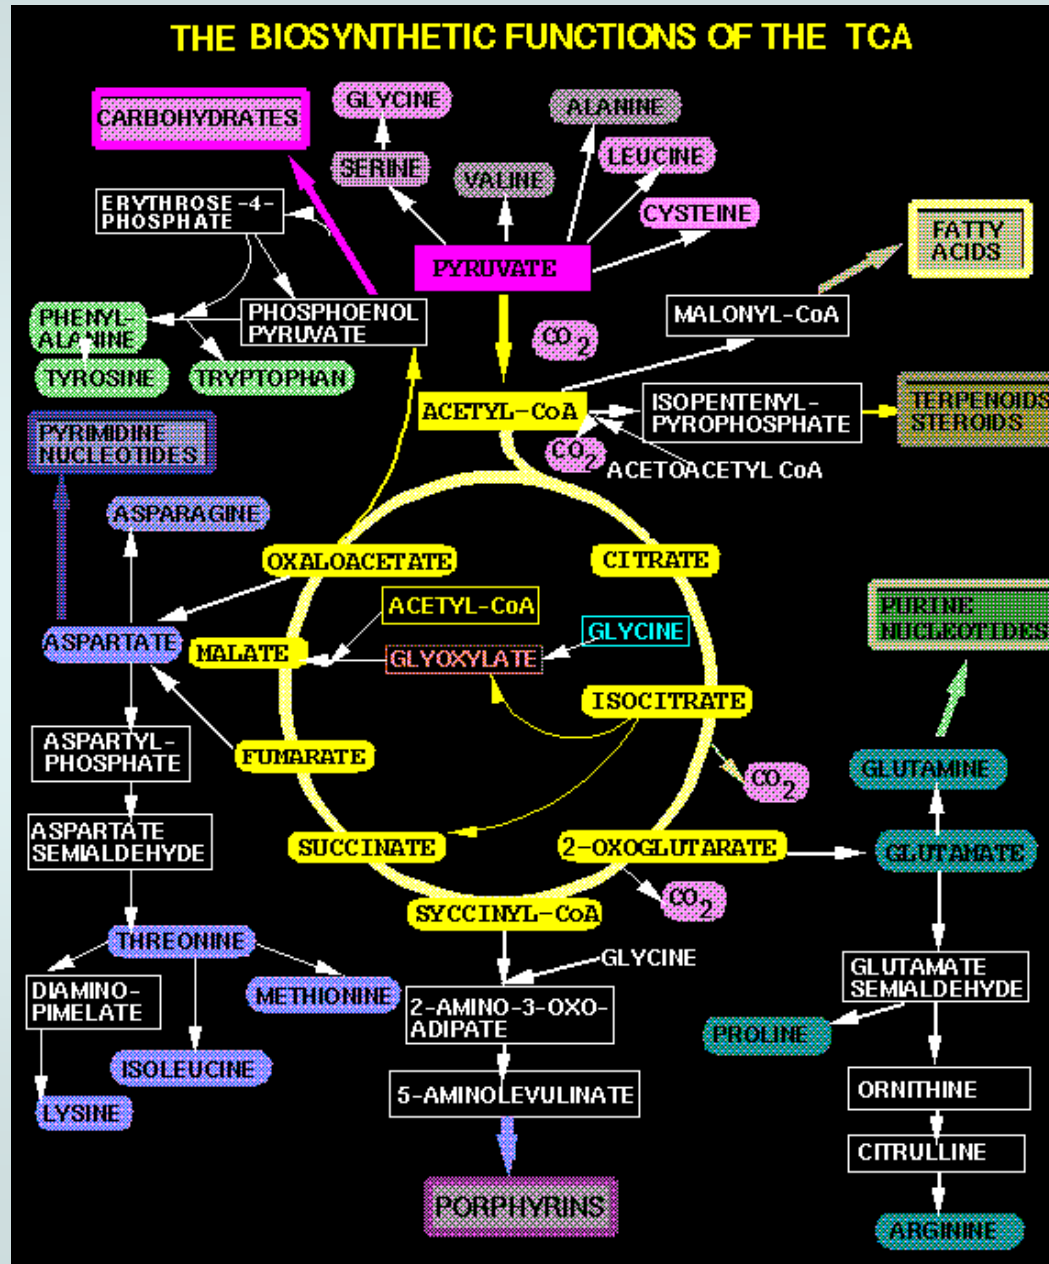 THE BIOSYNTHETIC FUNCTIONS OF THE TCA
CARBOHYDRATES
GLYCINE
ALANINE
SERINE
VALINE
LEUCINE
CYSTEINE
ERYTHROSE -4-
PHOSPHATE
FATTY
ACIDS
PYRUVATE
PHENYL-
ALANINE
PHOSPHOENOL
PYRUVATE
CO2
MALONYL-CoA
TYROSINE
TRYPTOPHAN
ACETYL-CoA
ISOPENTENYL-
PYROPHOSPHATE
TERPENOIDS
STEROIDS
PYRIMIDINE
NUCLEOTIDES
CO2
ACETOACETYL CoA
ASPARAGINE
OXALOACETATE
CITRATE
ACETYL-CoA
PURINE
NUCLEOTIDES
ASPARTATE
MALATE
GLYOXYLATE
GLYCINE
ISOCITRATE
ASPARTYL-
PHOSPHATE
FUMARATE
CO2
GLUTAMINE
ASPARTATE
SEMIALDEHYDE
SUCCINATE
2-OXOGLUTARATE
GLUTAMATE
CO2
SYCCINYL-CoA
THREONINE
GLYCINE
DIAMINO-
PIMELATE
METHIONINE
2-AMINO-3-OXO-
ADIPATE
GLUTAMATE
SEMIALDEHYDE
PROLINE
ISOLEUCINE
LYSINE
5-AMINOLEVULINATE
ORNITHINE
CITRULLINE
PORPHYRINS
ARGININE